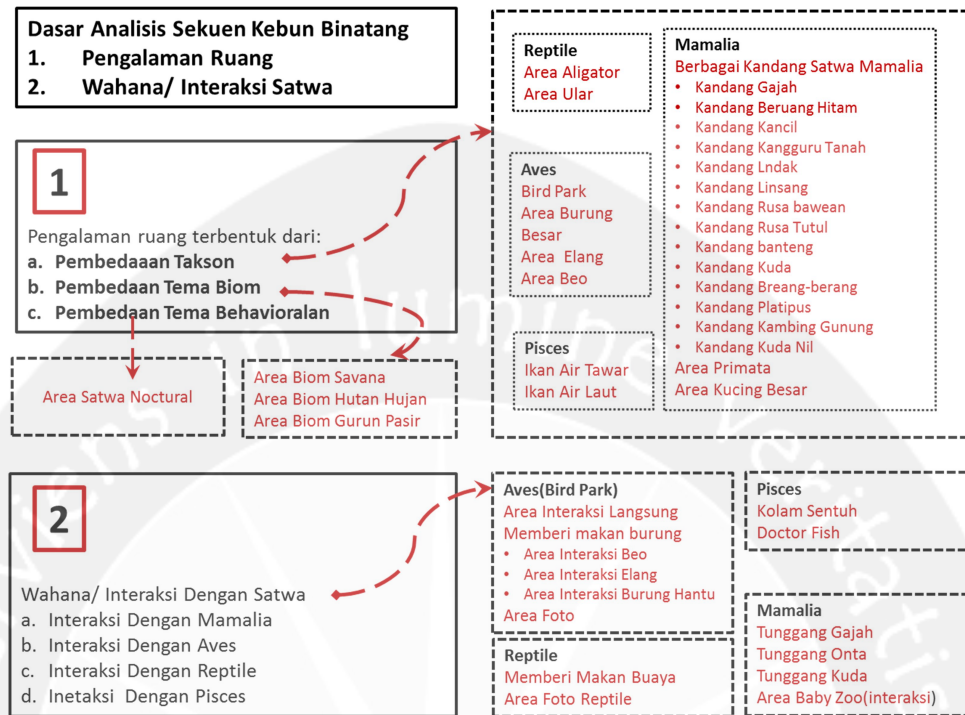 Dasar Analisis Sekuen Kebun Binatang
1. Pengalaman Ruang
2. Wahana/ Interaksi Satwa
1
Pengalaman ruang terbentuk dari:
a. Pembedaaan Takson
b. Pembedaan Tema Biom
c. Pembedaan Tema Behavioralan
Area Satwa Noctural
Area Biom Savana
Area Biom Hutan Hujan
Area Biom Gurun Pasir
Reptile
Area Aligator
Area Ular
Aves
Bird Park
Area Burung
Besar
Area Elang
Area Beo
Pisces
Ikan Air Tawar
Ikan Air Laut
Mamalia
Berbagai Kandang Satwa Mamalia
• Kandang Gajah
• Kandang Beruang Hitam
• Kandang Kancil
• Kandang Kangguru Tanah
• Kandang Lndak
• Kandang Linsang
• Kandang Rusa bawean
• Kandang Rusa Tutul
• Kandang banteng
• Kandang Kuda
• Kandang Breang-berang
• Kandang Platipus
• Kandang Kambing Gunung
• Kandang Kuda Nil
Area Primata
Area Kucing Besar
2
Wahana/ Interaksi Dengan Satwa
a. Interaksi Dengan Mamalia
b. Interaksi Dengan Aves
c. Interaksi Dengan Reptile
d. Inetaksi Dengan Pisces
Aves(Bird Park)
Area Interaksi Langsung
Memberi makan burung
• Area Interaksi Beo
• Area Interaksi Elang
• Area Interaksi Burung Hantu
Area Foto
Reptile
Memberi Makan Buaya
Area Foto Reptile
Pisces
Kolam Sentuh
Doctor Fish
Mamalia
Tunggang Gajah
Tunggang Onta
Tunggang Kuda
Area Baby Zoo(interaksi)
viens in lumine veritatis